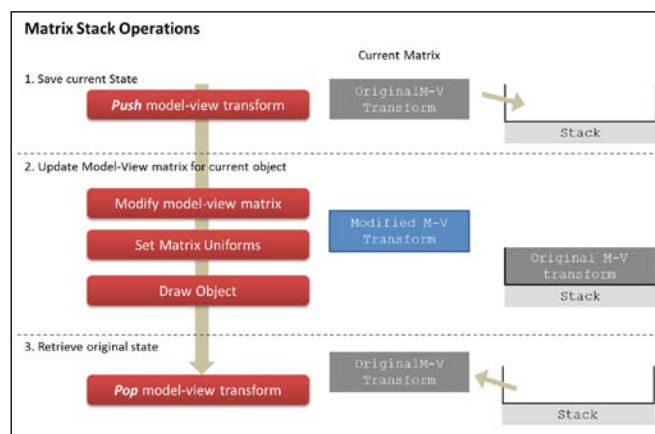 Matrix Stack Operations
Current Matrix
1. Save current State
Push model-view transform
OriginalM-V
Transform
Stack
2. Update Model-View matrix for current object
Modify model-view matrix
Modified M-V
Transform
Set Matrix Uniforms
Original M-V
transform
Draw Object
Stack
3. Retrieve original state
OriginalM-V
Transform
Pop model-view transform
Stack